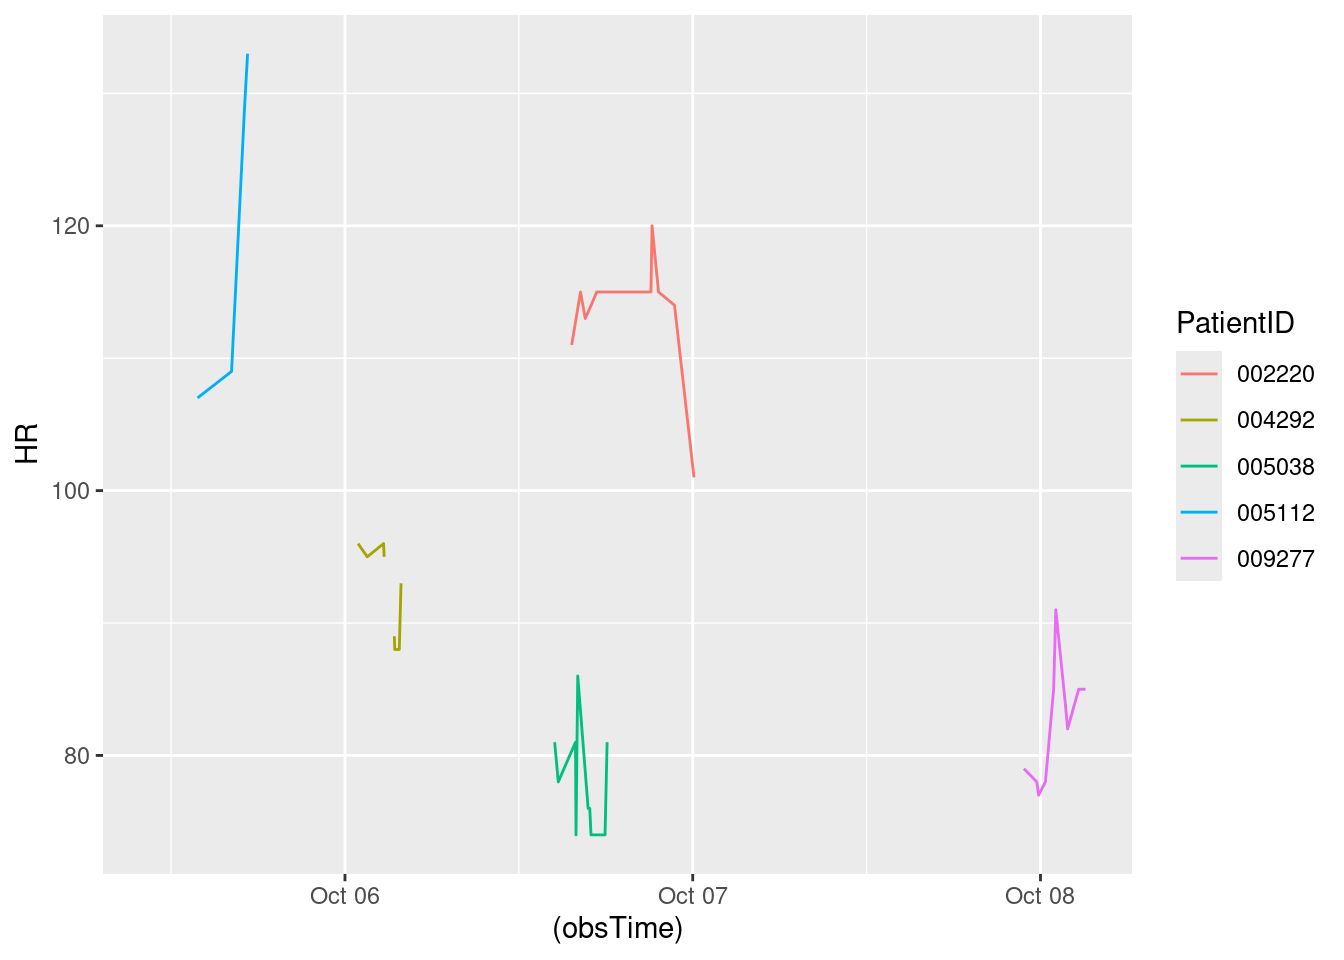 HR
120
100
80
Oct 06
Oct 07
Oct 08
(obsTime)
PatientID
002220
004292
005038
005112
009277